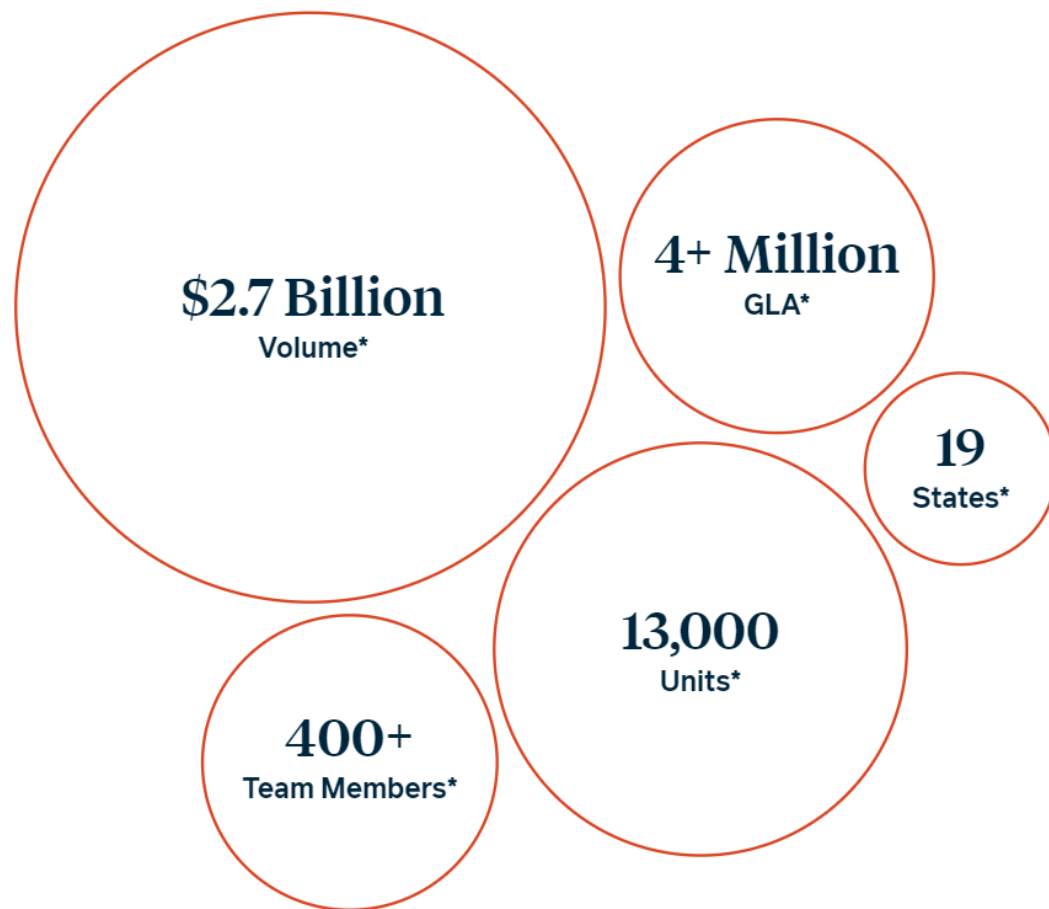 $2.7 Billion
Volume*
4+ Million
GLA*
19
States*
13,000
Units*
400+
Team Members*